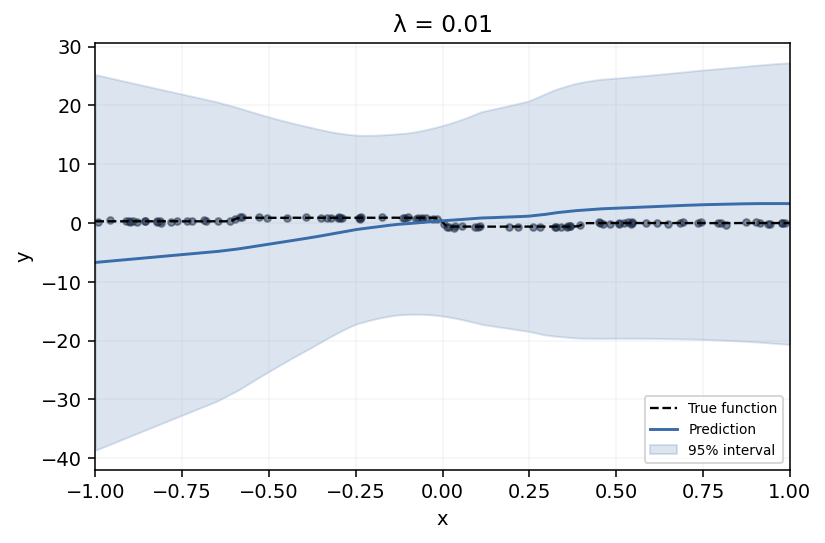 λ = 0.01
30
20
10
0
−10
−20
−30
−40
y
−1.00 −0.75 −0.50 −0.25 0.00 0.25 0.50 0.75 1.00
x
True function
Prediction
95% interval